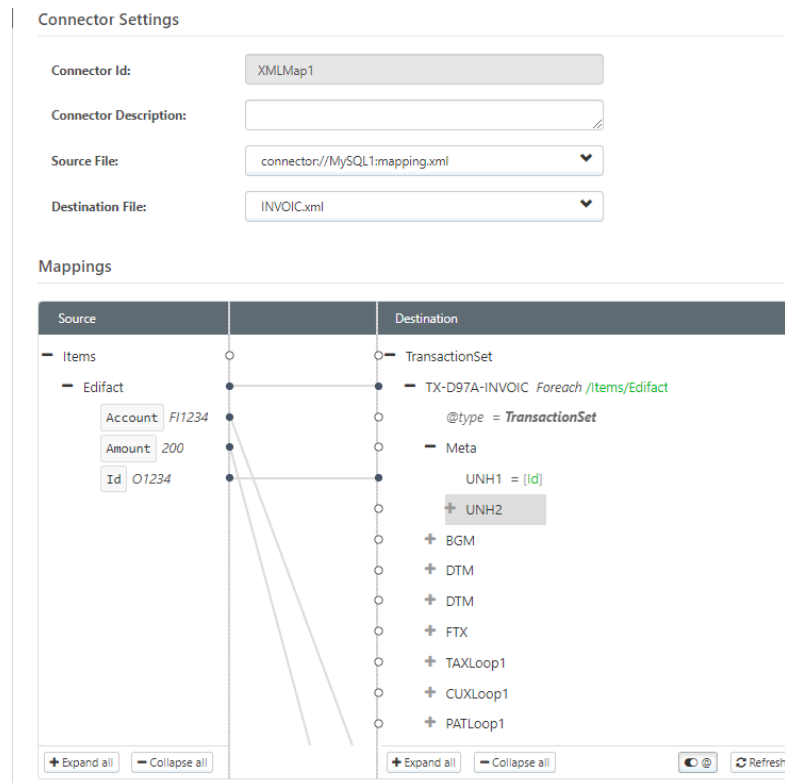 Connector Settings
Connector Id: XMLMap1
Connector Description:
Source File: connector://MySQL1:mapping.xml
Destination File: INVOIC.xml
Mappings
Source Destination
Items TransactionSet
Edifact TX-D97A-INVOIC Foreach /Items/Edifact
Account FI1234 @type = TransactionSet
Amount 200 Meta
Id O1234 UNH1 = [Id]
UNH2
BGM
DTM
DTM
FTX
TAXLoop1
CUXLoop1
PATLoop1
Expand all Collapse all Expand all Collapse all @ Refresh